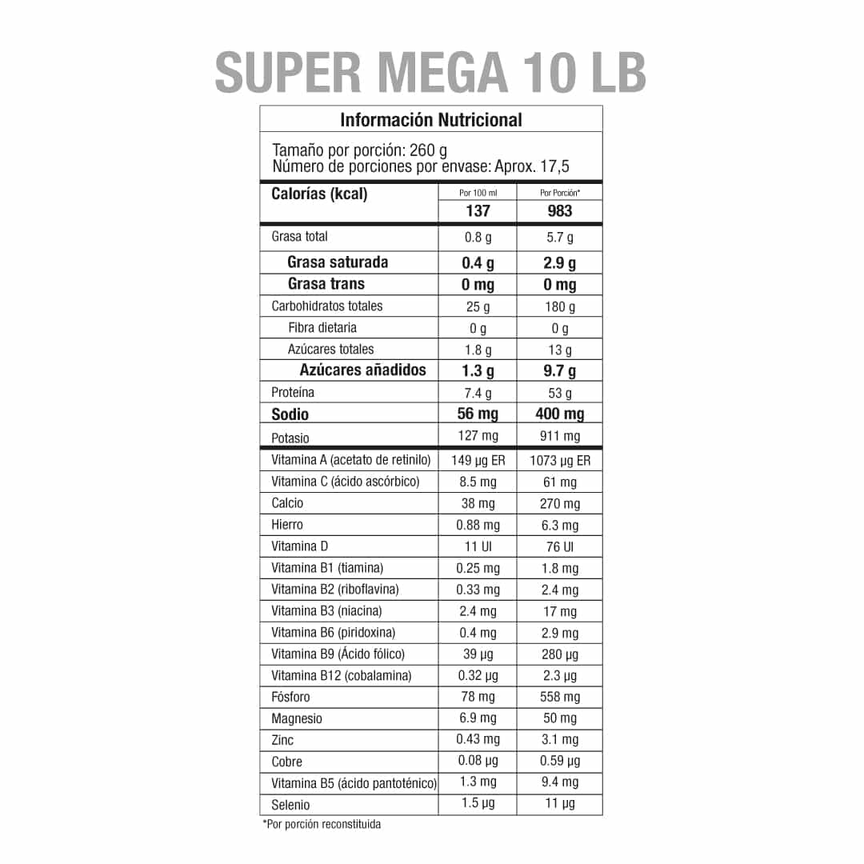 SUPER MEGA 10 LB
Información Nutricional
Tamaño por porción: 260 g
Número de porciones por envase: Aprox. 17,5
Calorías (kcal) Por 100 ml Por Porción*
137 983
Grasa total 0.8 g 5.7 g
Grasa saturada 0.4 g 2.9 g
Grasa trans 0 mg 0 mg
Carbohidratos totales 25 g 180 g
Fibra dietaria 0 g 0 g
Azúcares totales 1.8 g 13 g
Azúcares añadidos 1.3 g 9.7 g
Proteína 7.4 g 53 g
Sodio 56 mg 400 mg
Potasio 127 mg 911 mg
Vitamina A (acetato de retinilo) 149 µg ER 1073 µg ER
Vitamina C (ácido ascórbico) 8.5 mg 61 mg
Calcio 38 mg 270 mg
Hierro 0.88 mg 6.3 mg
Vitamina D 11 UI 76 UI
Vitamina B1 (tiamina) 0.25 mg 1.8 mg
Vitamina B2 (riboflavina) 0.33 mg 2.4 mg
Vitamina B3 (niacina) 2.4 mg 17 mg
Vitamina B6 (piridoxina) 0.4 mg 2.9 mg
Vitamina B9 (Ácido fólico) 39 µg 280 µg
Vitamina B12 (cobalamina) 0.32 µg 2.3 µg
Fósforo 78 mg 558 mg
Magnesio 6.9 mg 50 mg
Zinc 0.43 mg 3.1 mg
Cobre 0.08 µg 0.59 µg
Vitamina B5 (ácido pantoténico) 1.3 mg 9.4 mg
Selenio 1.5 µg 11 µg
*Por porción reconstituida